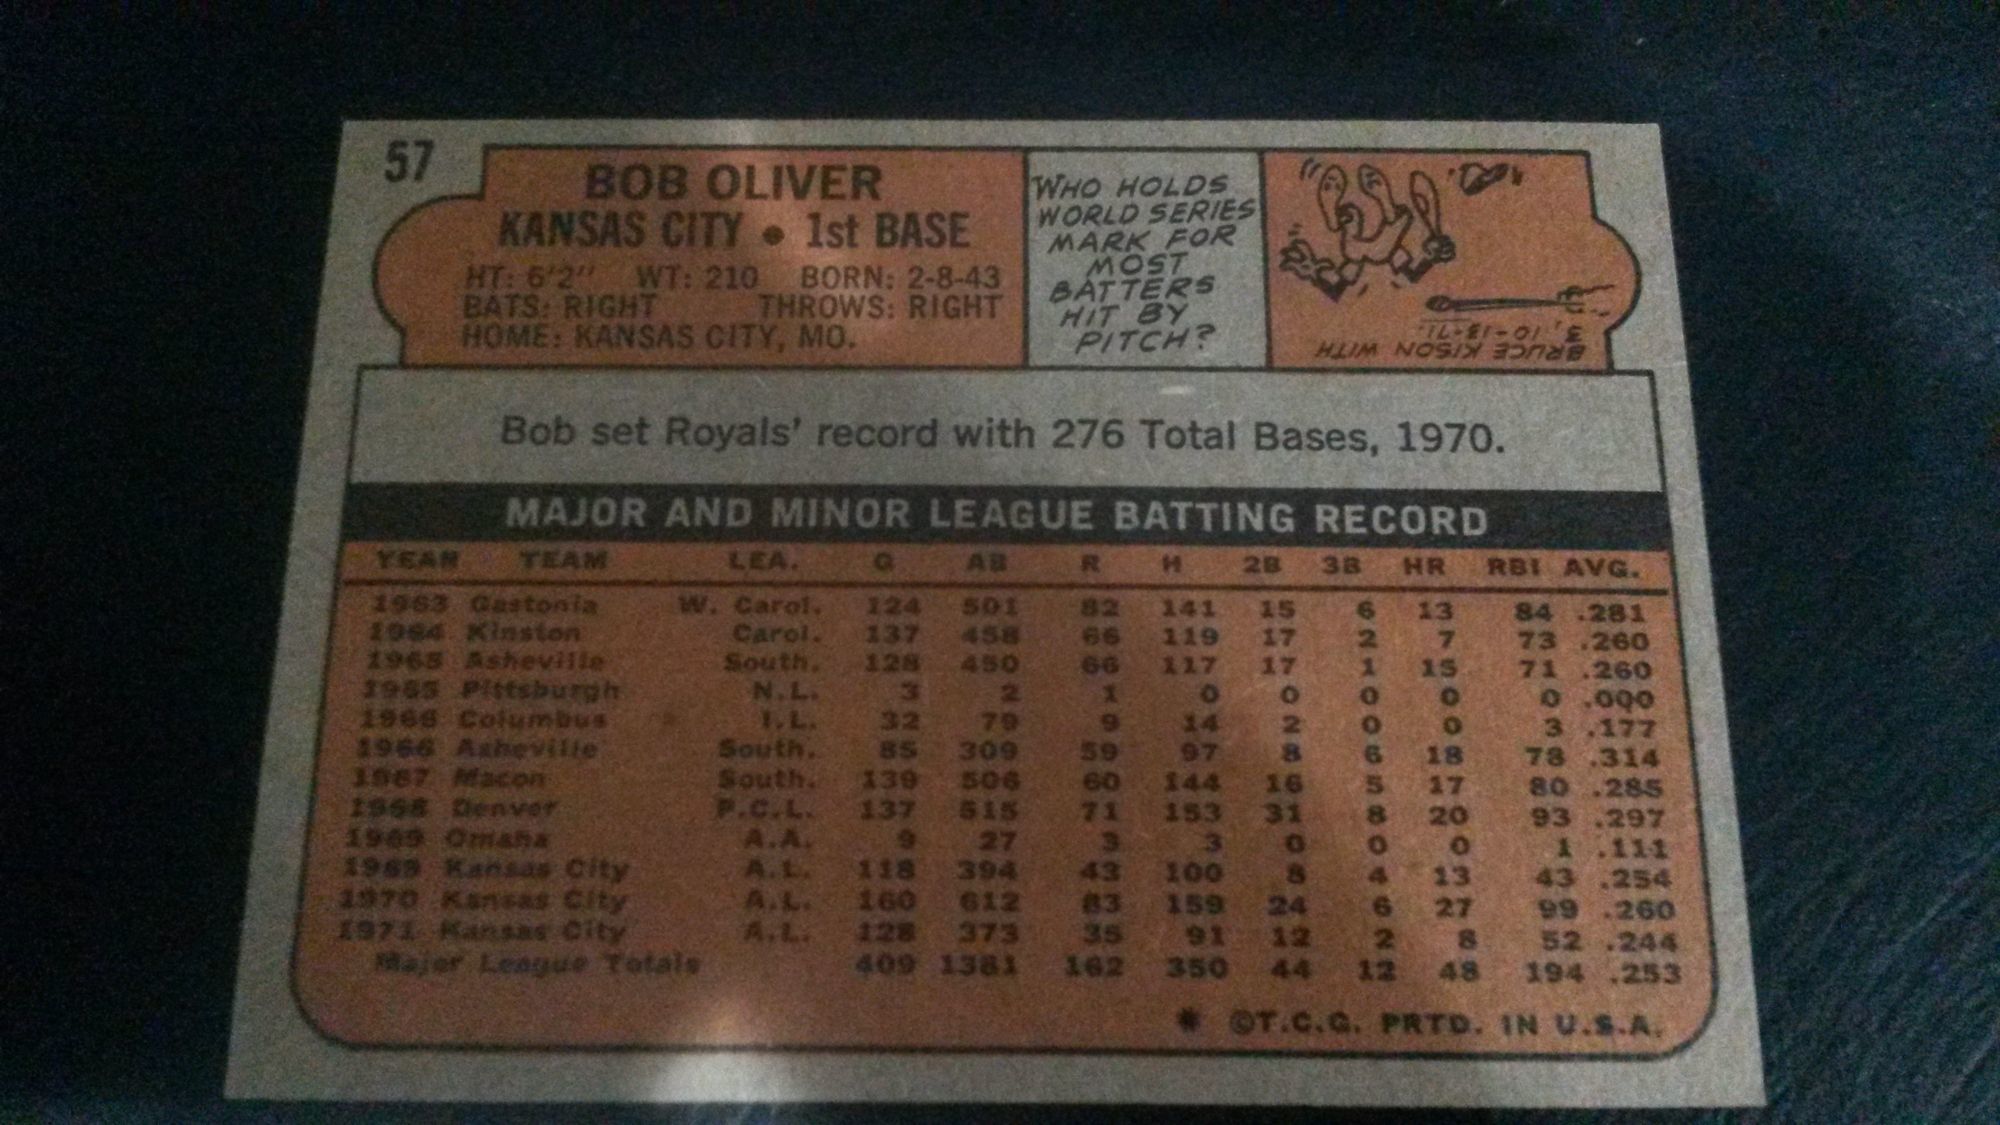 57
BOB OLIVER
KANSAS CITY • 1st BASE
HT: 6'2" WT: 210 BORN: 2-8-43
BATS: RIGHT THROWS: RIGHT
HOME: KANSAS CITY, MO.
WHO HOLDS
WORLD SERIES
MARK FOR
MOST
BATTERS
HIT BY
PITCH?
BRUCE KISON WITH
3, 10-13-71.
Bob set Royals' record with 276 Total Bases, 1970.
MAJOR AND MINOR LEAGUE BATTING RECORD
YEAR TEAM LEA. G AB R H 2B 3B HR RBI AVG.
1963 Gastonia W. Carol. 124 501 82 141 15 6 13 84 .281
1964 Kinston Carol. 137 458 66 119 17 2 7 73 .260
1965 Asheville South. 128 450 66 117 17 1 15 71 .260
1965 Pittsburgh N.L. 3 2 1 0 0 0 0 0 .000
1966 Columbus I.L. 32 79 9 14 2 0 0 3 .177
1966 Asheville South. 85 309 59 97 8 6 18 78 .314
1967 Macon South. 139 506 60 144 16 5 17 80 .285
1968 Denver P.C.L. 137 515 71 153 31 8 20 93 .297
1969 Omaha A.A. 9 27 3 3 0 0 0 1 .111
1969 Kansas City A.L. 118 394 43 100 8 4 13 43 .254
1970 Kansas City A.L. 160 612 83 159 24 6 27 99 .260
1971 Kansas City A.L. 128 373 35 91 12 2 8 52 .244
Major League Totals 409 1381 162 350 44 12 48 194 .253
* ©T.C.G. PRTD. IN U.S.A.